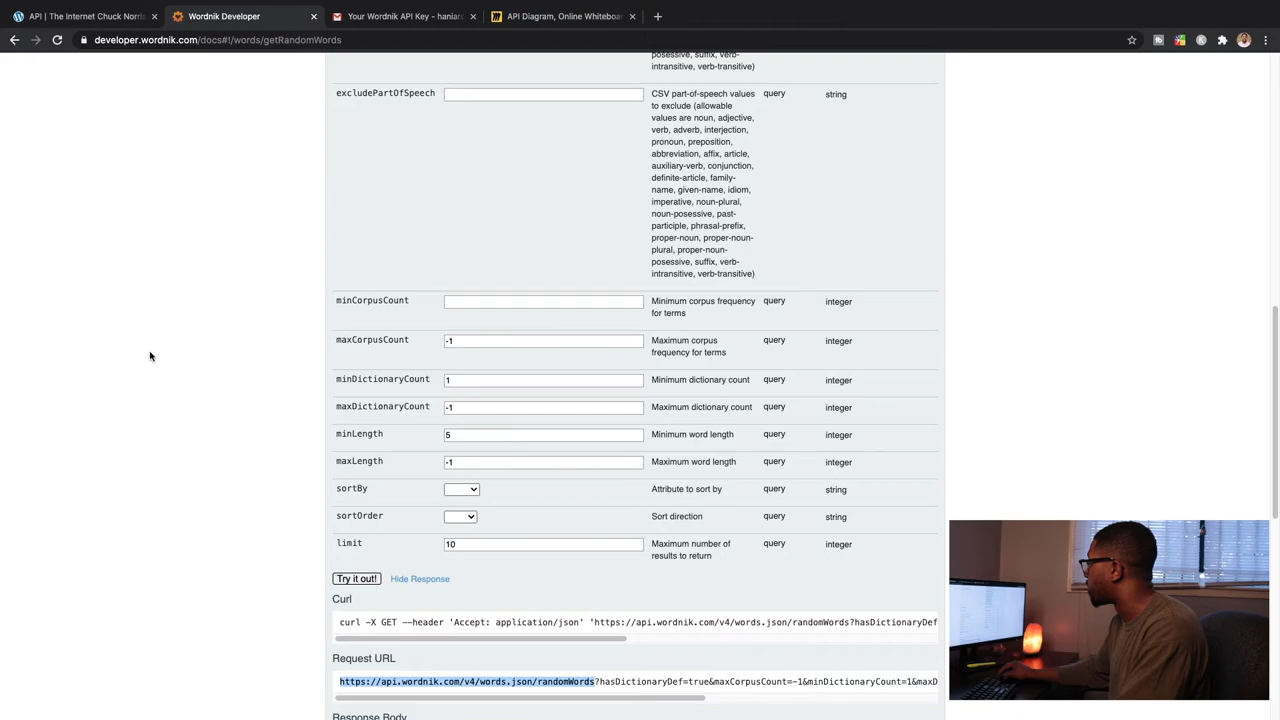 API | The Internet Chuck Norris
Wordnik Developer
Your Wordnik API Key - haniar
API Diagram, Online Whiteboa
developer.wordnik.com/docs#!/words/getRandomWords
posessive, suffix, verb-
intransitive, verb-transitive)
excludePartOfSpeech
CSV part-of-speech values
to exclude (allowable
values are noun, adjective,
verb, adverb, interjection,
pronoun, preposition,
abbreviation, affix, article,
auxiliary-verb, conjunction,
definite-article, family-
name, given-name, idiom,
imperative, noun-plural,
noun-posessive, past-
participle, phrasal-prefix,
proper-noun, proper-noun-
plural, proper-noun-
posessive, suffix, verb-
intransitive, verb-transitive)
query
string
minCorpusCount
Minimum corpus frequency
for terms
query
integer
maxCorpusCount
-1
Maximum corpus
frequency for terms
query
integer
minDictionaryCount
1
Minimum dictionary count
query
integer
maxDictionaryCount
-1
Maximum dictionary count
query
integer
minLength
5
Minimum word length
query
integer
maxLength
-1
Maximum word length
query
integer
sortBy
Attribute to sort by
query
string
sortOrder
Sort direction
query
string
limit
10
Maximum number of
results to return
query
integer
Try it out!
Hide Response
Curl
curl -X GET --header 'Accept: application/json' 'https://api.wordnik.com/v4/words.json/randomWords?hasDictionaryDef
Request URL
https://api.wordnik.com/v4/words.json/randomWords?hasDictionaryDef=true&maxCorpusCount=-1&minDictionaryCount=1&maxD
Response Body